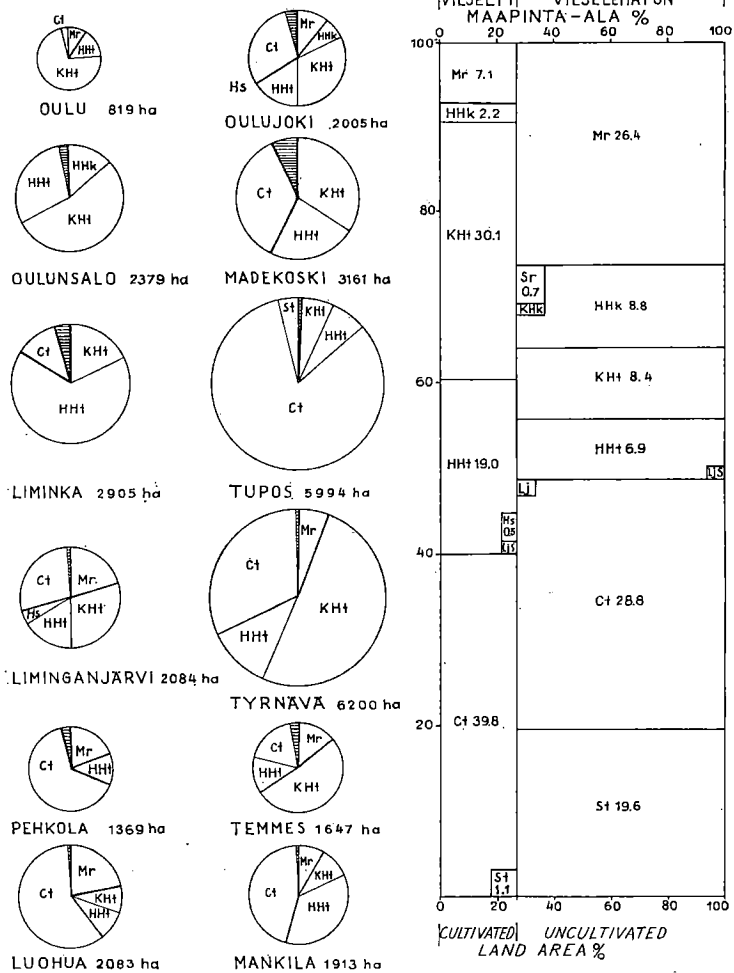 Ct Mr HHt KHt
OULU 819 ha
Ct Mr HHk KHt HHt Hs
OULUJOKI 2005 ha
HHt HHk KHt
OULUNSALO 2379 ha
Ct KHt HHt
MADEKOSKI 3161 ha
Ct KHt HHt
LIMINKA 2905 ha
St KHt HHt Ct
TUPOS 5994 ha
Ct Mr Hs HHt KHt
LIMINGANJÄRVI 2084 ha
Ct Mr KHt HHt
TYRNÄVÄ 6200 ha
Ct Mr HHt
PEHKOLA 1369 ha
Ct Mr HHt KHt
TEMMES 1647 ha
Ct Mr KHt HHt
LUOHUA 2083 ha
Ct Mr KHt HHt
MANKILA 1913 ha
VILJELTY VILJELEMÄTÖN
MAAPINTA-ALA %
100
80
60
40
20
Mr 7.1
HHk 2.2
KHt 30.1
HHt 19.0
Hs
0.5
LjS
Ct 39.8
St
1.1
Mr 26.4
Sr
0.7
KHk
HHk 8.8
KHt 8.4
HHt 6.9
LjS
Lj
Ct 28.8
St 19.6
0 20 40 60 80 100
CULTIVATED UNCULTIVATED
LAND AREA %